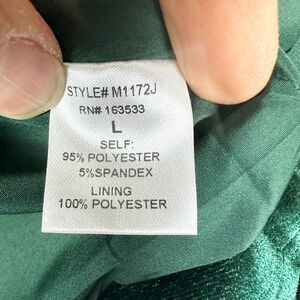 STYLE# M1172J
RN# 163533
L
SELF:
95% POLYESTER
5%SPANDEX
LINING
100% POLYESTER